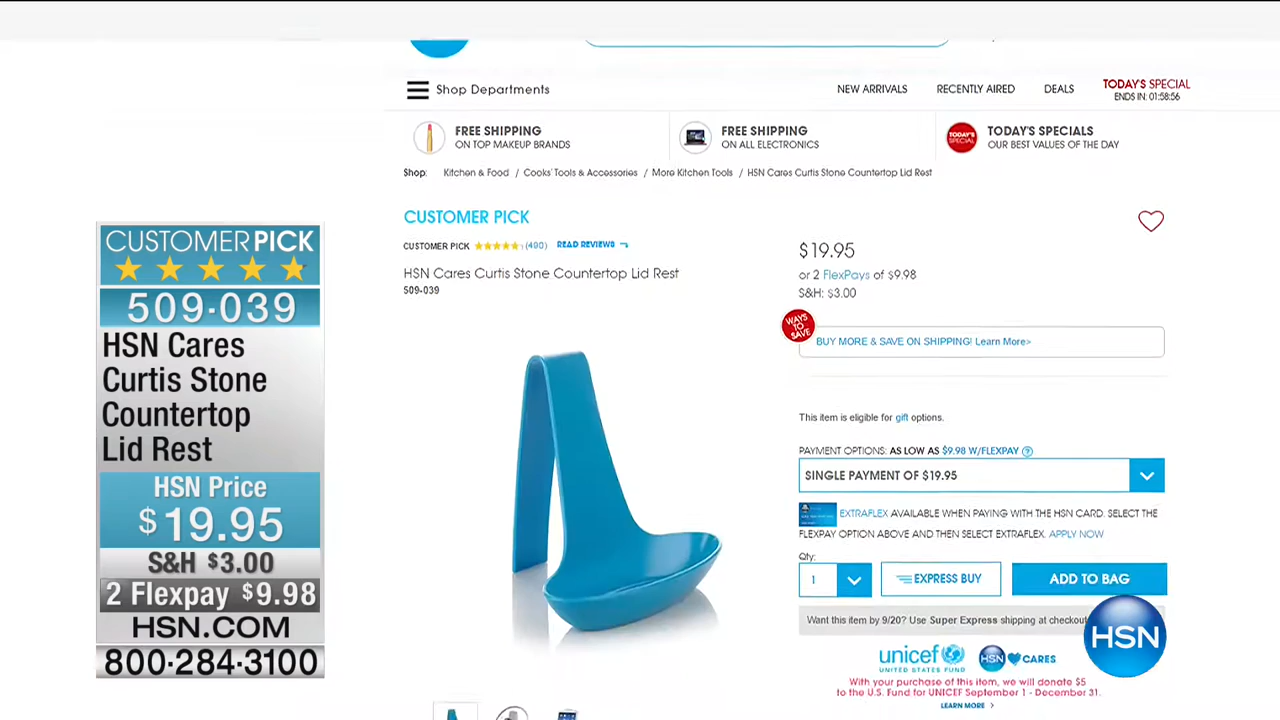 Shop Departments
NEW ARRIVALS
RECENTLY AIRED
DEALS
TODAY'S SPECIAL
ENDS IN: 01:58:56
FREE SHIPPING
ON TOP MAKEUP BRANDS
FREE SHIPPING
ON ALL ELECTRONICS
TODAY'S SPECIAL
TODAY'S SPECIALS
OUR BEST VALUES OF THE DAY
Shop: Kitchen & Food / Cooks' Tools & Accessories / More Kitchen Tools / HSN Cares Curtis Stone Countertop Lid Rest
CUSTOMER PICK
509-039
HSN Cares
Curtis Stone
Countertop
Lid Rest
HSN Price
$19.95
S&H $3.00
2 Flexpay $9.98
HSN.COM
800-284-3100
CUSTOMER PICK
CUSTOMER PICK (490) READ REVIEWS
HSN Cares Curtis Stone Countertop Lid Rest
509-039
$19.95
or 2 FlexPays of $9.98
S&H: $3.00
WAYS TO SAVE
BUY MORE & SAVE ON SHIPPING! Learn More>
This item is eligible for gift options.
PAYMENT OPTIONS: AS LOW AS $9.98 W/FLEXPAY ?
SINGLE PAYMENT OF $19.95
EXTRAFLEX AVAILABLE WHEN PAYING WITH THE HSN CARD. SELECT THE
FLEXPAY OPTION ABOVE AND THEN SELECT EXTRAFLEX. APPLY NOW
Qty:
1
EXPRESS BUY
ADD TO BAG
Want this item by 9/20? Use Super Express shipping at checkout
HSN
unicef
UNITED STATES FUND
HSN CARES
With your purchase of this item, we will donate $5
to the U.S. Fund for UNICEF September 1 - December 31.
LEARN MORE >